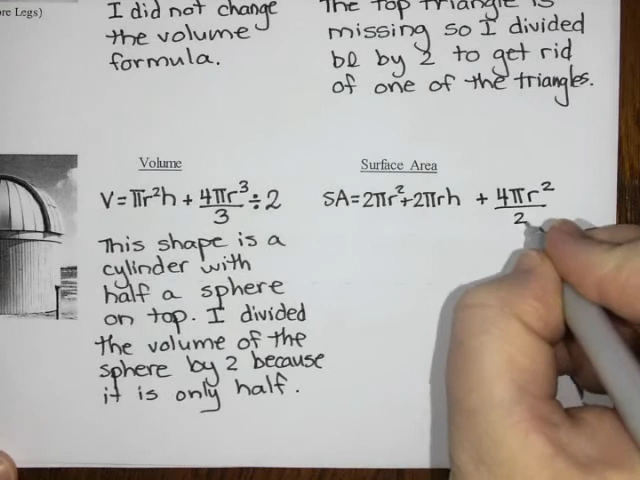 ore Legs)
I did not change
the volume
formula.
The top triangle is
missing so I divided
bl by 2 to get rid
of one of the triangles.
Volume
V=πr²h + 4πr³/3 ÷ 2
This shape is a
cylinder with
half a sphere
on top. I divided
the volume of the
sphere by 2 because
it is only half.
Surface Area
SA=2πr²+2πrh + 4πr²/2